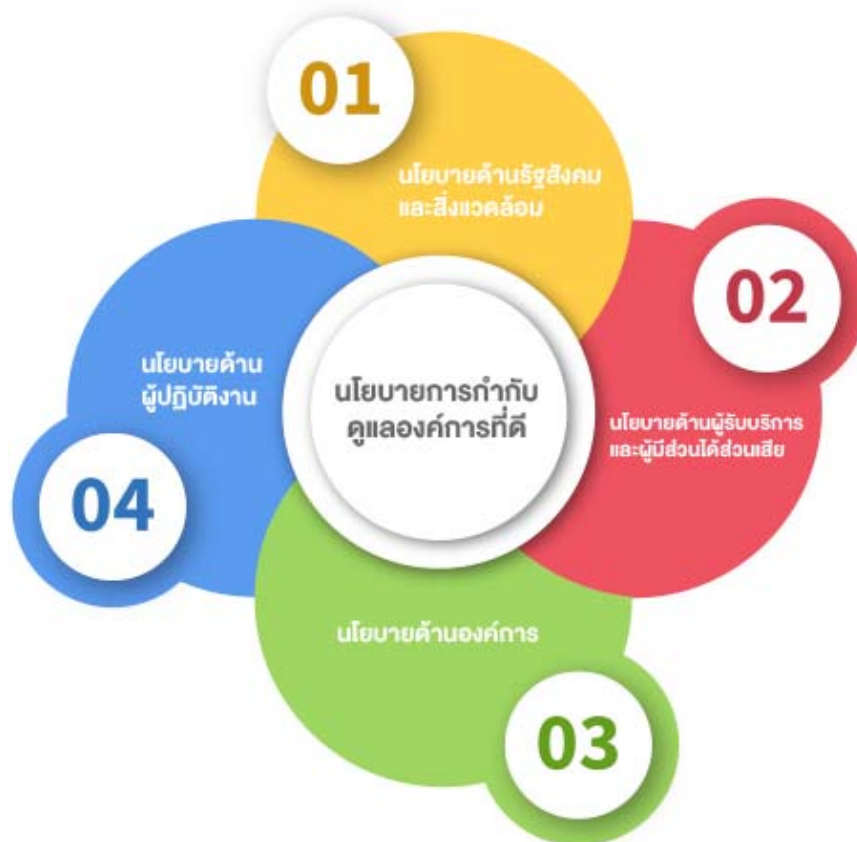 01
นโยบายด้านรัฐสังคม
และสิ่งแวดล้อม
02
นโยบายด้านผู้รับบริการ
และผู้มีส่วนได้ส่วนเสีย
นโยบายการกำกับ
ดูแลองค์การที่ดี
นโยบายด้าน
ผู้ปฏิบัติงาน
04
นโยบายด้านองค์การ
03